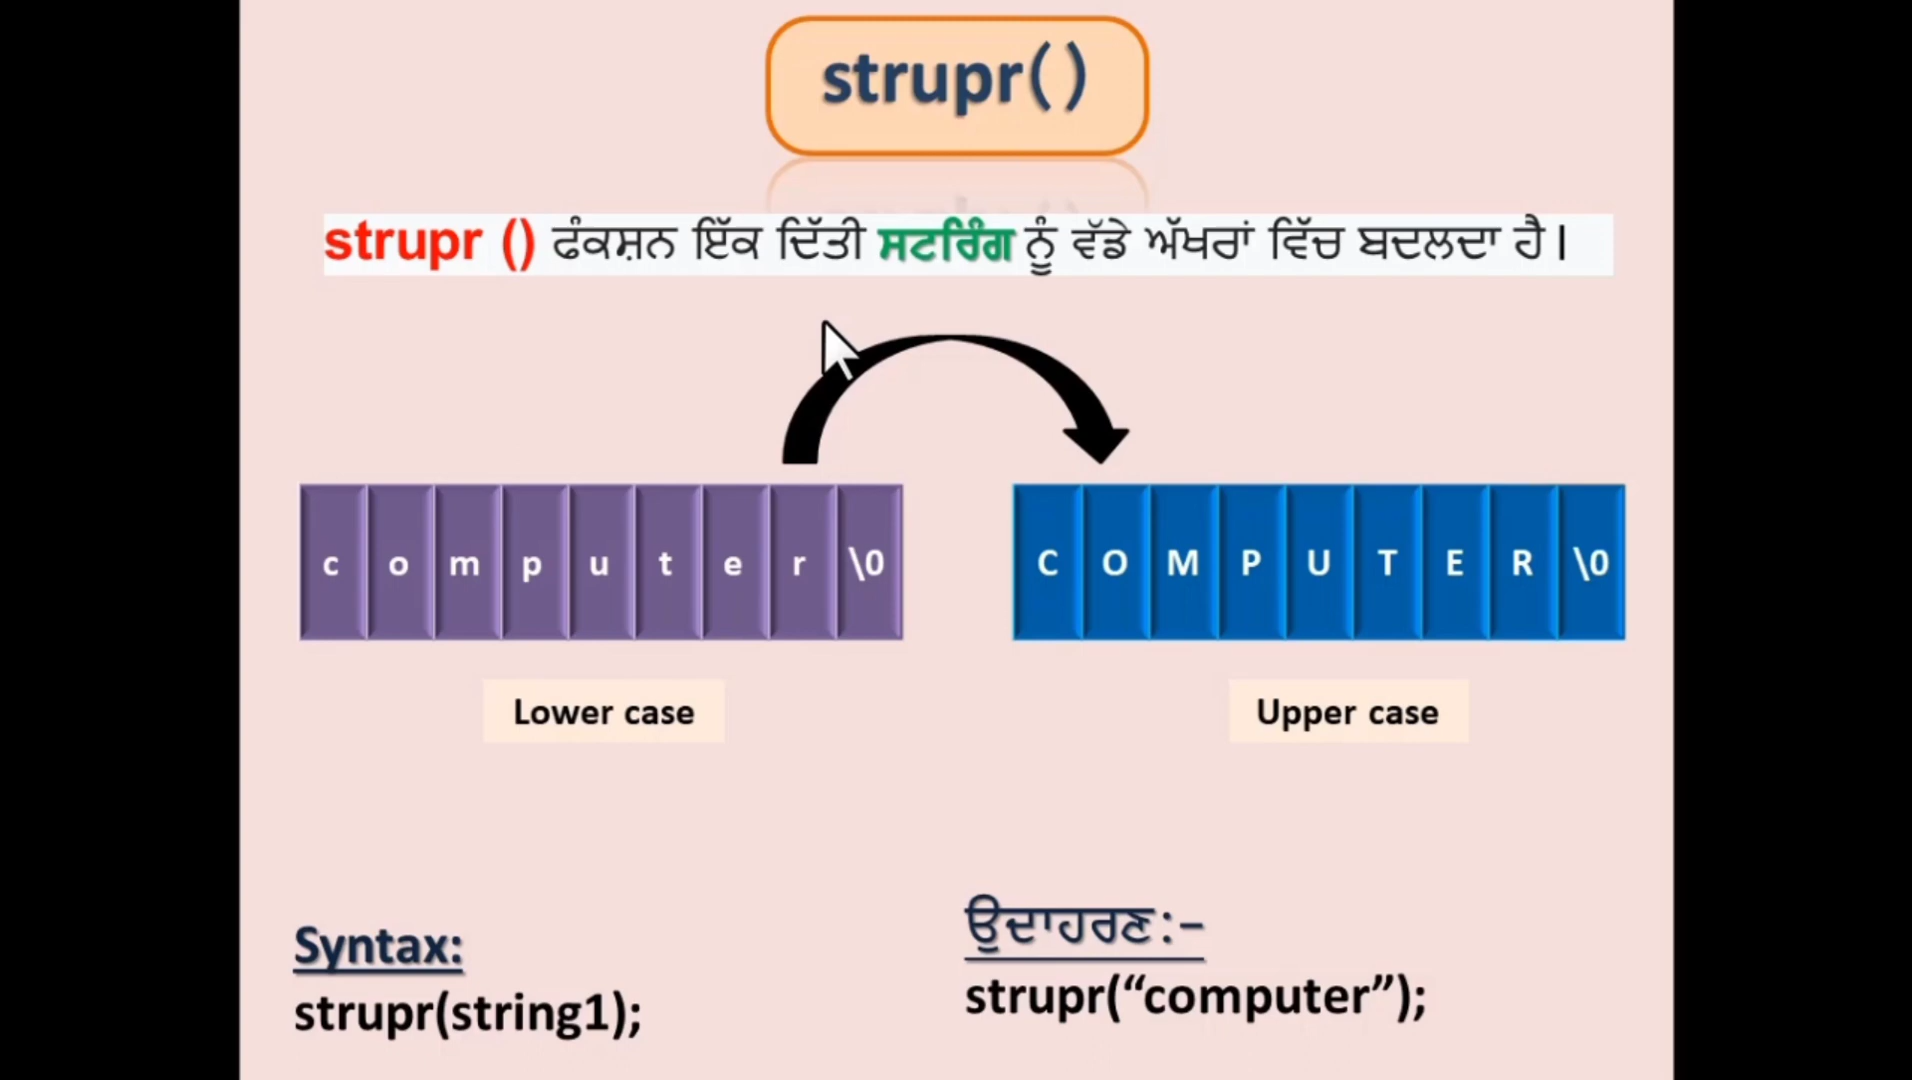 strupr()
strupr () ਫੰਕਸ਼ਨ ਇੱਕ ਦਿੱਤੀ ਸਟਰਿੰਗ ਨੂੰ ਵੱਡੇ ਅੱਖਰਾਂ ਵਿੱਚ ਬਦਲਦਾ ਹੈ।
c o m p u t e r \0
C O M P U T E R \0
Lower case
Upper case
Syntax:
strupr(string1);
ਉਦਾਹਰਣ:-
strupr(“computer”);